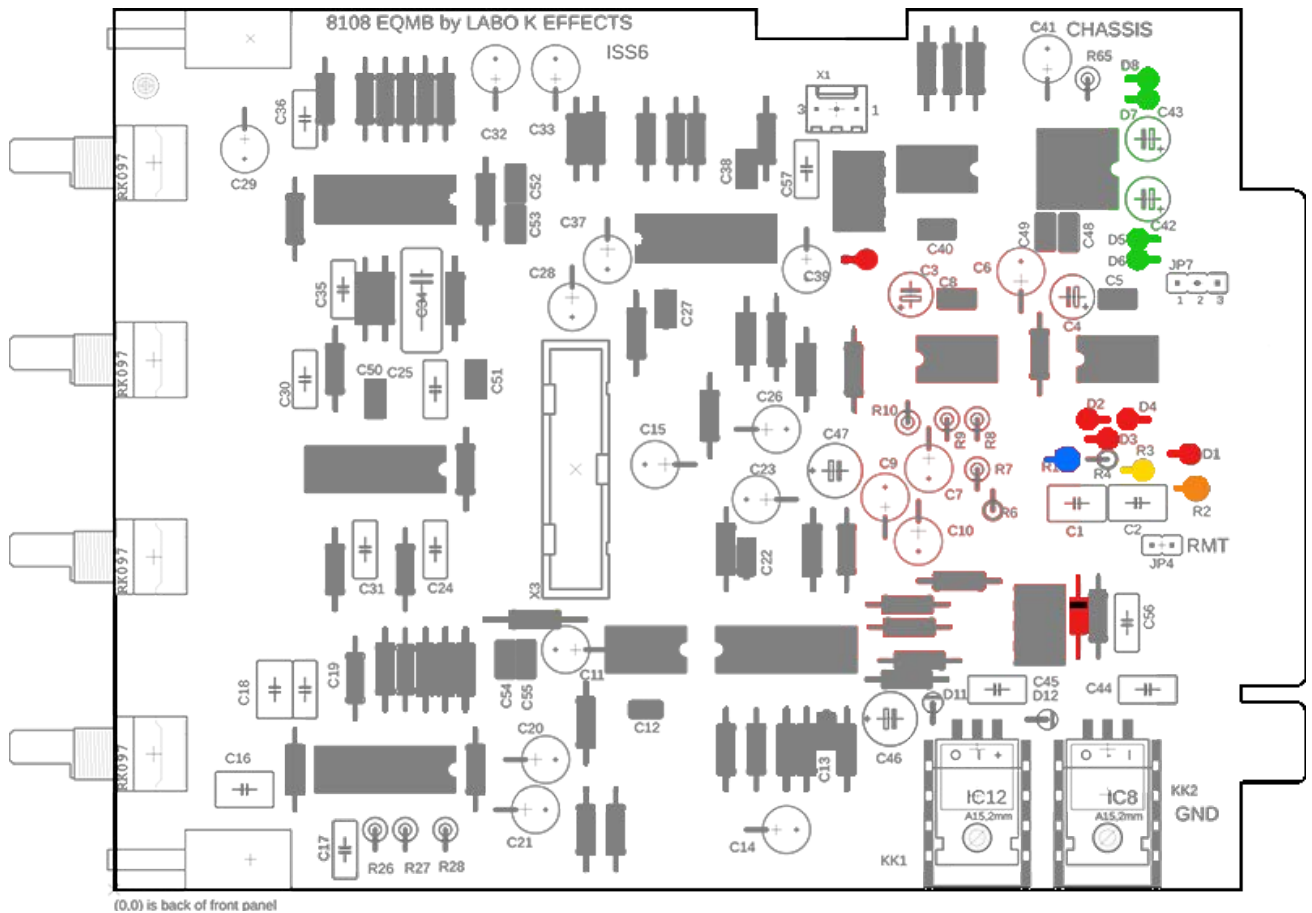 8108 EQMB by LABO K EFFECTS
ISS6
CHASSIS
C41
R65
D8
D7
C43
X1
3
1
C36
C32
C33
C29
C38
C57
C52
C53
C37
C42
C49
C48
C40
D5
D6
JP7
1 2 3
RK097
C28
C39
C3
C8
C6
C5
C4
C35
C34
C27
RK097
C30
C50
C25
C51
C26
R10
R9
R8
D2
D4
D3
D1
C15
C47
C23
C9
C7
R7
R6
R1
R4
R3
R2
C10
C1
C2
RMT
JP4
RK097
C31
C24
X3
C22
C56
C18
C19
C54
C55
C11
C12
D11
C45
D12
C44
RK097
C16
C20
C13
C46
O
+
O
-
I
IC12
IC8
KK2
GND
A15,2mm
A15,2mm
C17
C21
C14
R26
R27
R28
KK1
(0,0) is back of front panel